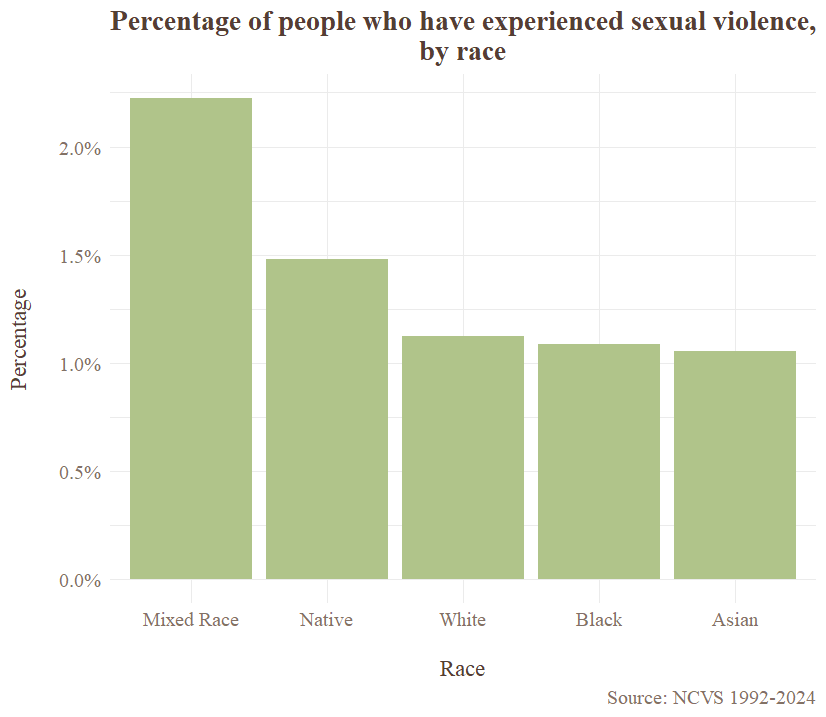 Percentage of people who have experienced sexual violence,
by race
Percentage
2.0%
1.5%
1.0%
0.5%
0.0%
Mixed Race Native White Black Asian
Race
Source: NCVS 1992-2024